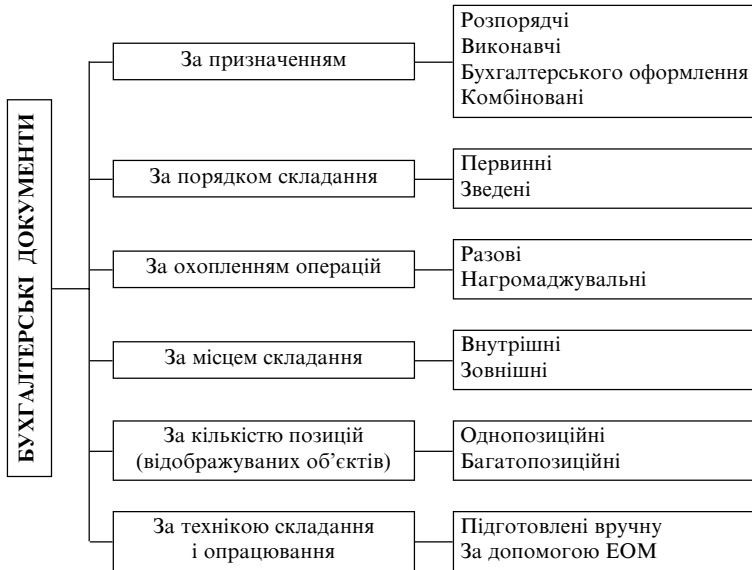 БУХГАЛТЕРСЬКІ ДОКУМЕНТИ
За призначенням
Розпорядчі
Виконавчі
Бухгалтерського оформлення
Комбіновані
За порядком складання
Первинні
Зведені
За охопленням операцій
Разові
Нагромаджувальні
За місцем складання
Внутрішні
Зовнішні
За кількістю позицій
(відображуваних об’єктів)
Однопозиційні
Багатопозиційні
За технікою складання
і опрацювання
Підготовлені вручну
За допомогою ЕОМ